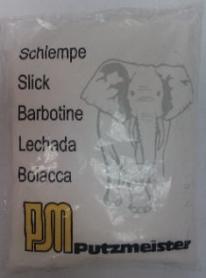 Schlempe
Slick
Barbotine
Lechada
Boiacca
PM Putzmeister